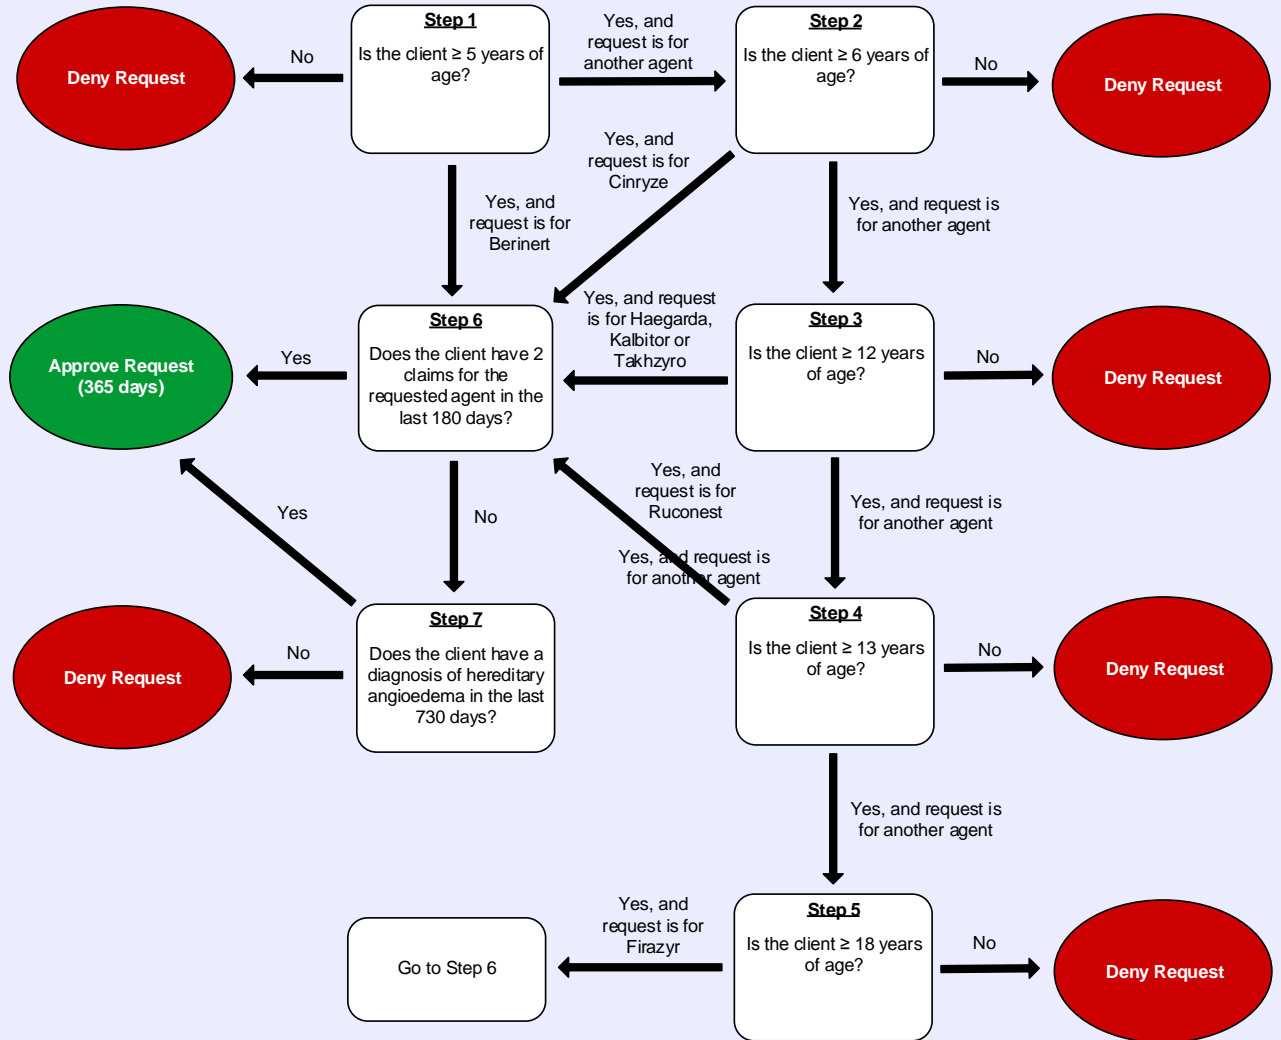 Deny Request
No
Step 1
Is the client ≥ 5 years of
age?
Yes, and
request is for
another agent
Step 2
Is the client ≥ 6 years of
age?
No
Deny Request
Yes, and
request is for
Berinert
Yes, and
request is for
Cinryze
Yes, and request is
for another agent
Approve Request
(365 days)
Yes
Step 6
Does the client have 2
claims for the
requested agent in the
last 180 days?
Yes, and request
is for Haegarda,
Kalbitor or
Takhzyro
Step 3
Is the client ≥ 12 years
of age?
No
Deny Request
Yes
No
Yes, and
request is for
Ruconest
Yes, and request is
for another agent
Yes, and request is
for another agent
Deny Request
No
Step 7
Does the client have a
diagnosis of hereditary
angioedema in the last
730 days?
Step 4
Is the client ≥ 13 years
of age?
No
Deny Request
Yes, and request is
for another agent
Go to Step 6
Yes, and
request is for
Firazyr
Step 5
Is the client ≥ 18 years
of age?
No
Deny Request